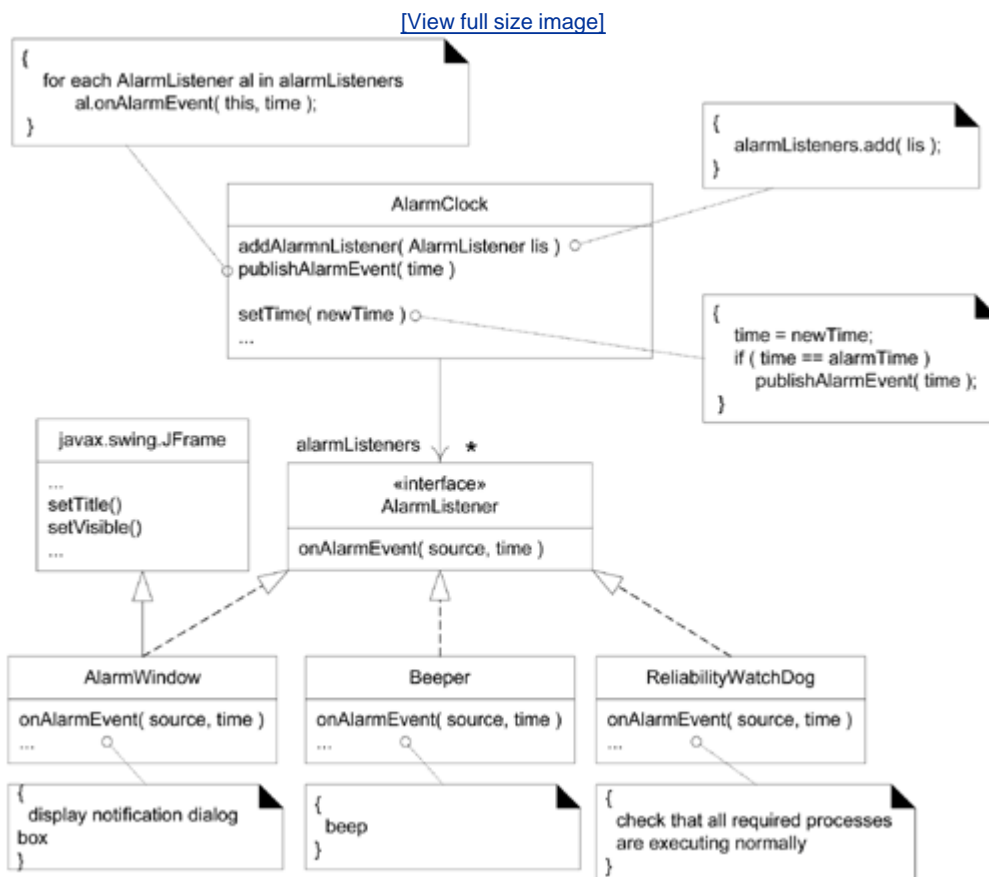 [View full size image]
{
for each AlarmListener al in alarmListeners
al.onAlarmEvent( this, time );
}
{
alarmListeners.add( lis );
}
AlarmClock
addAlarmnListener( AlarmListener lis )
publishAlarmEvent( time )
setTime( newTime )
...
{
time = newTime;
if ( time == alarmTime )
publishAlarmEvent( time );
}
javax.swing.JFrame
...
setTitle()
setVisible()
...
alarmListeners *
«interface»
AlarmListener
onAlarmEvent( source, time )
AlarmWindow
onAlarmEvent( source, time )
...
Beeper
onAlarmEvent( source, time )
...
ReliabilityWatchDog
onAlarmEvent( source, time )
...
{
display notification dialog
box
}
{
beep
}
{
check that all required processes
are executing normally
}